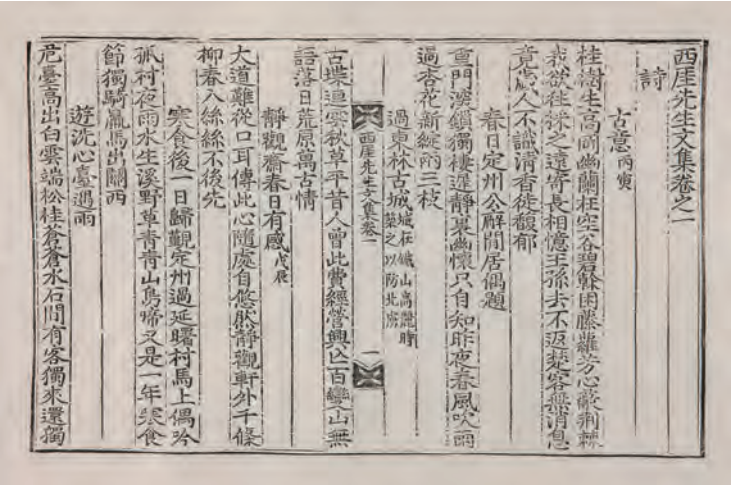 西厓先生文集卷之一
詩
古意 丙寅
桂樹生高岡幽蘭在空谷碧榦困藤蘿芳心蔽荆棘
我欲往採之遠寄長相憶王孫去不返楚客無消息
竟歲人不識清香徒馥郁
春日定州公廨閒居偶題
重門深鎖獨棲遲靜裏幽懷只自知昨夜春風吹雨
過杏花新綻兩三枝
過東林古城 城在山高麗時
築之以防北虜
西厓先生文集卷一 一
古堞連雲秋草平昔人曾此費經營興亡百變山無
語落日荒原萬古情
靜觀齋春日有感 戊辰
大道難從口耳傳此心隨處自悠然靜觀軒外千條
柳春入絲絲不後先
寒食後一日歸覲定州過延曙村馬上偶吟
孤村夜雨水生溪野草青青山鳥啼又是一年寒食
節獨騎羸馬出關西
遊洗心臺遇雨
危臺高出白雲端松桂蒼蒼水石間有客獨來還獨